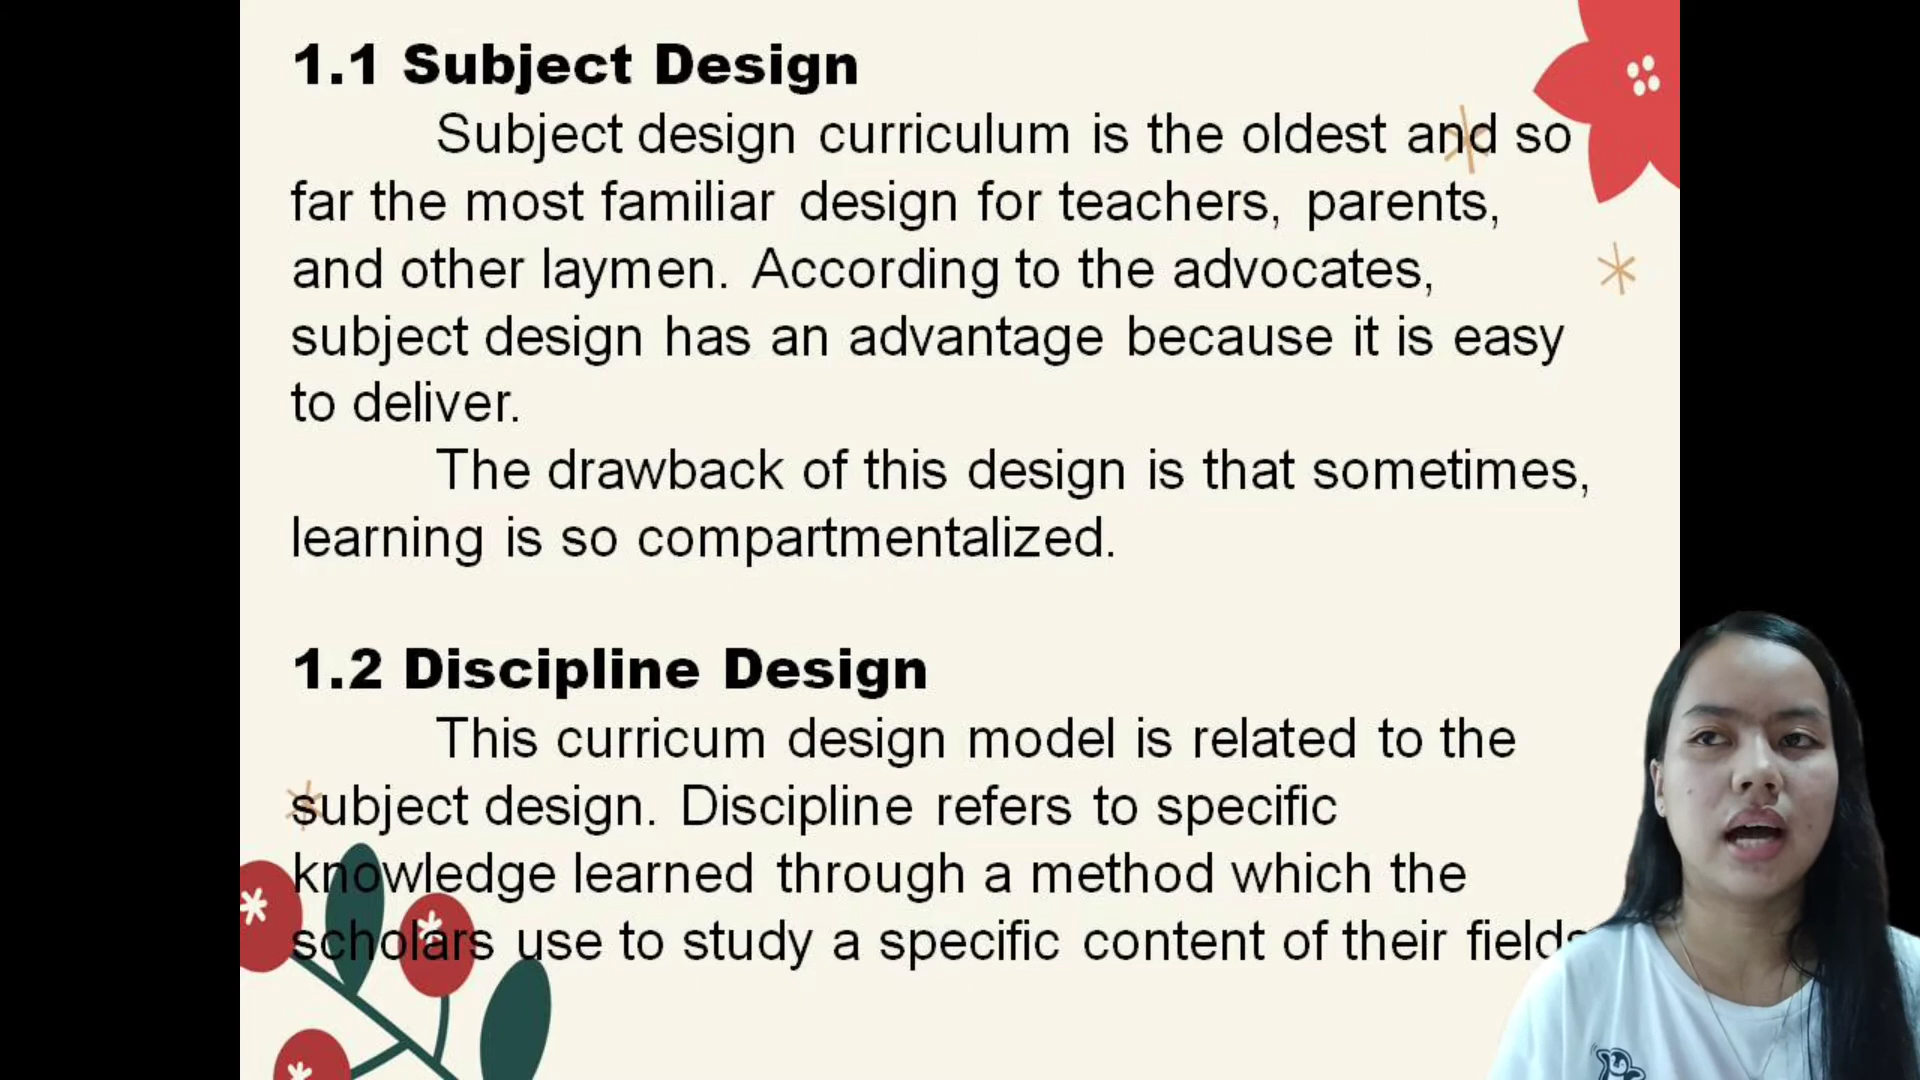 1.1 Subject Design
Subject design curriculum is the oldest and so
far the most familiar design for teachers, parents,
and other laymen. According to the advocates,
subject design has an advantage because it is easy
to deliver.
The drawback of this design is that sometimes,
learning is so compartmentalized.
1.2 Discipline Design
This curricum design model is related to the
subject design. Discipline refers to specific
knowledge learned through a method which the
scholars use to study a specific content of their fields